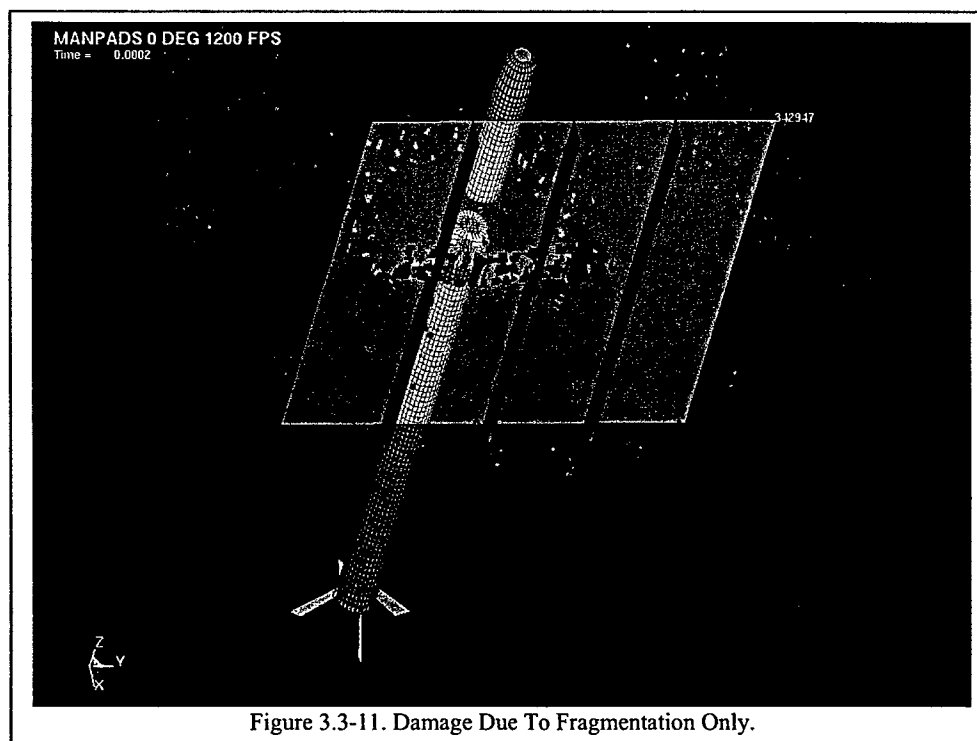 MANPADS 0 DEG 1200 FPS
Time = 0.0002
Z
Y
X
Figure 3.3-11. Damage Due To Fragmentation Only.